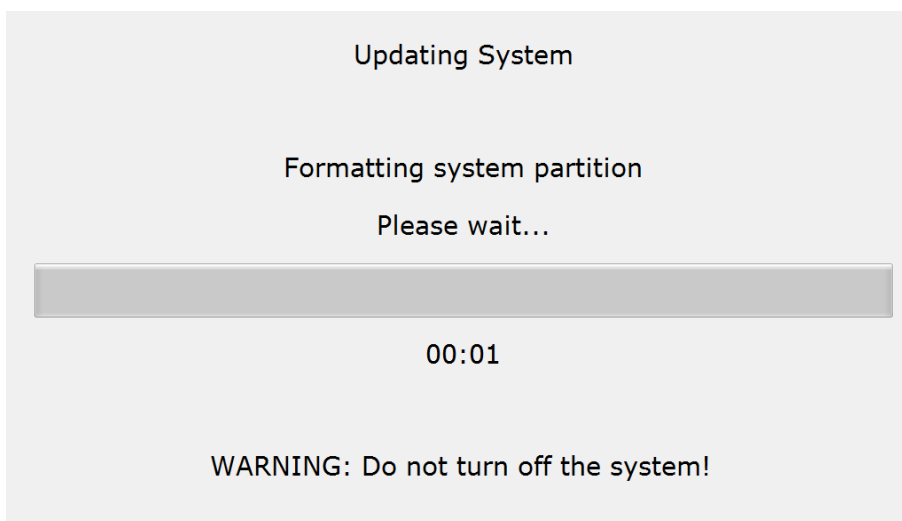 Updating System
Formatting system partition
Please wait...
00:01
WARNING: Do not turn off the system!